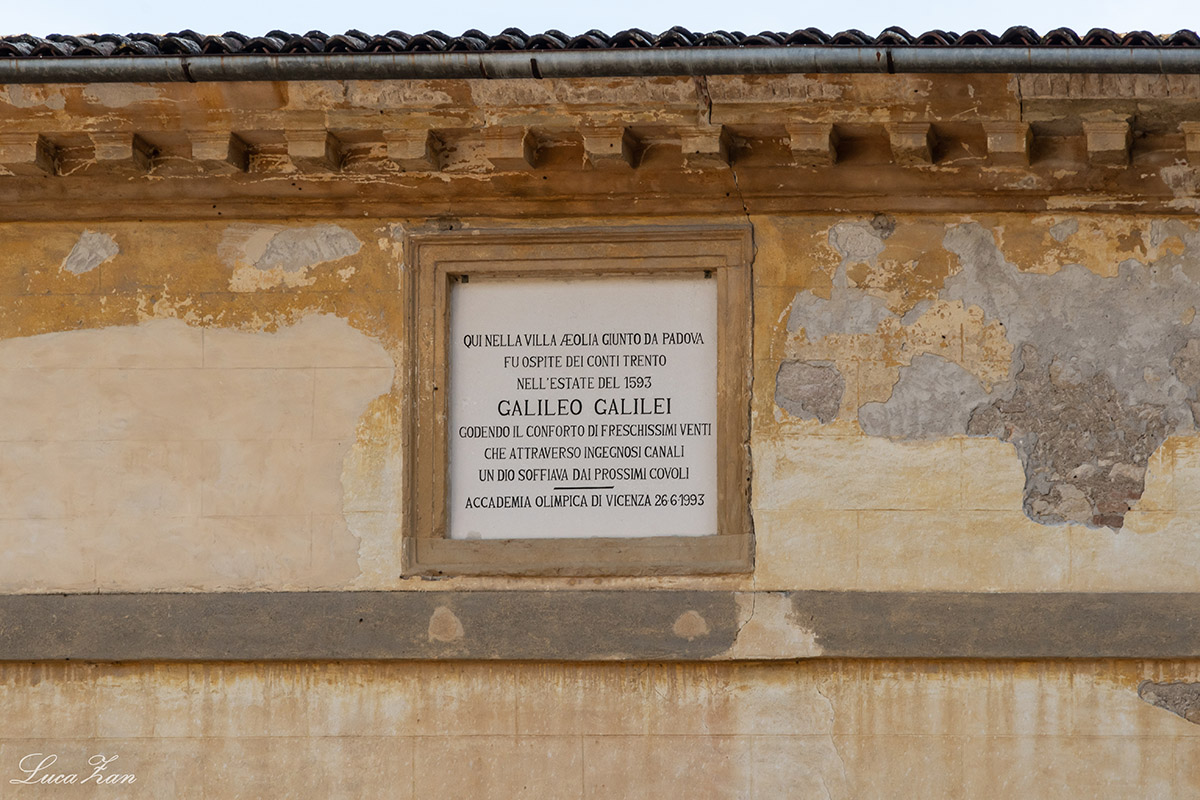 QUI NELLA VILLA ÆOLIA GIUNTO DA PADOVA
FU OSPITE DEI CONTI TRENTO
NELL'ESTATE DEL 1593
GALILEO GALILEI
GODENDO IL CONFORTO DI FRESCHISSIMI VENTI
CHE ATTRAVERSO INGEGNOSI CANALI
UN DIO SOFFIAVA DAI PROSSIMI COVOLI
ACCADEMIA OLIMPICA DI VICENZA 26·6·1993
Luca Zan